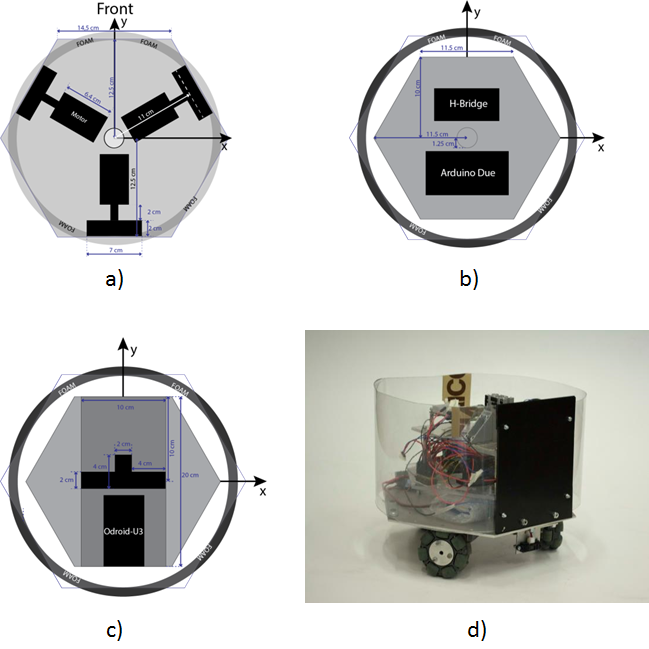 Front
y
14,5 cm
FOAM
FOAM
12,5 cm
6,4 cm
Motor
11 cm
x
12,5 cm
2 cm
2 cm
FOAM
FOAM
7 cm
a)
y
11,5 cm
FOAM
FOAM
10 cm
H-Bridge
11,5 cm
1.25 cm
x
Arduino Due
FOAM
FOAM
b)
y
FOAM
FOAM
10 cm
2 cm
4 cm
4 cm
10 cm
20 cm
2 cm
x
Odroid-U3
FOAM
FOAM
c)
d)